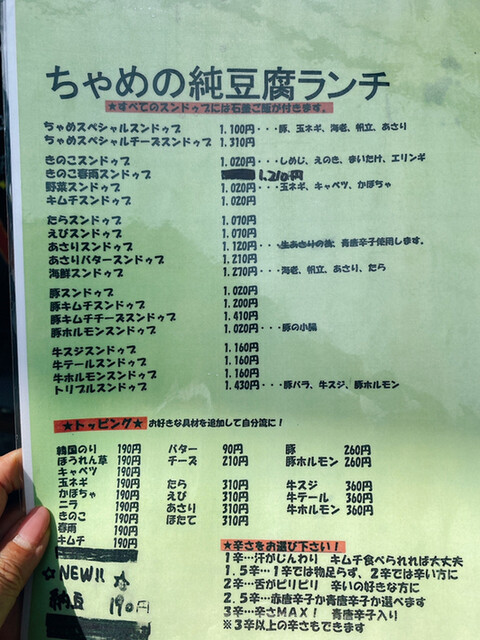 ちゃめの純豆腐ランチ
★すべてのスンドゥブには石釜ご飯が付きます。
ちゃめスペシャルスンドゥブ 1.100円・・・豚、玉ネギ、海老、帆立、あさり
ちゃめスペシャルチーズスンドゥブ 1.310円
きのこスンドゥブ 1.020円・・・しめじ、えのき、まいたけ、エリンギ
きのこ春雨スンドゥブ 1.210円
野菜スンドゥブ 1.020円・・・玉ネギ、キャベツ、かぼちゃ
キムチスンドゥブ 1.020円
たらスンドゥブ 1.070円
えびスンドゥブ 1.070円
あさりスンドゥブ 1.120円・・・生あさりの為、青唐辛子使用します。
あさりバタースンドゥブ 1.210円
海鮮スンドゥブ 1.270円・・・海老、帆立、あさり、たら
豚スンドゥブ 1.020円
豚キムチスンドゥブ 1.200円
豚キムチチーズスンドゥブ 1.410円
豚ホルモンスンドゥブ 1.020円・・・豚の小腸
牛スジスンドゥブ 1.160円
牛テールスンドゥブ 1.160円
牛ホルモンスンドゥブ 1.160円
トリプルスンドゥブ 1.430円・・・豚バラ、牛スジ、豚ホルモン
★トッピング★ お好きな具材を追加して自分流に！
韓国のり 190円 バター 90円 豚 260円
ほうれん草 190円 チーズ 210円 豚ホルモン 260円
キャベツ 190円
玉ネギ 190円 たら 310円 牛スジ 360円
かぼちゃ 190円 えび 310円 牛テール 360円
ニラ 190円 あさり 310円 牛ホルモン 360円
きのこ 190円 ほたて 310円
春雨 190円
キムチ 190円
☆NEW!!☆
納豆 190円
★辛さをお選び下さい！
1辛…汗がじんわり キムチ食べられれば大丈夫
1．5辛…1辛では物足らず、2辛では辛い方に
2辛…舌がピリピリ 辛いの好きな方に
2．5辛…赤唐辛子か青唐辛子か選べます
3辛…辛さMAX！ 青唐辛子入り
※3辛以上の辛さもできます